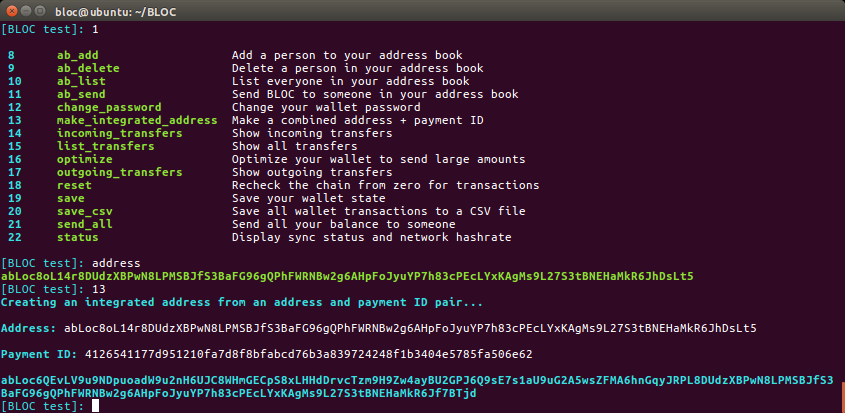 bloc@ubuntu: ~/BLOC
[BLOC test]: 1
8 ab_add Add a person to your address book
9 ab_delete Delete a person in your address book
10 ab_list List everyone in your address book
11 ab_send Send BLOC to someone in your address book
12 change_password Change your wallet password
13 make_integrated_address Make a combined address + payment ID
14 incoming_transfers Show incoming transfers
15 list_transfers Show all transfers
16 optimize Optimize your wallet to send large amounts
17 outgoing_transfers Show outgoing transfers
18 reset Recheck the chain from zero for transactions
19 save Save your wallet state
20 save_csv Save all wallet transactions to a CSV file
21 send_all Send all your balance to someone
22 status Display sync status and network hashrate
[BLOC test]: address
abLoc8oL14r8DUdzXBPwN8LPMSBJfS3BaFG96gQPhFWRNBw2g6AHpFoJyuYP7h83cPEcLYxKAgMs9L27S3tBNEHaMkR6JhDsLt5
[BLOC test]: 13
Creating an integrated address from an address and payment ID pair...
Address: abLoc8oL14r8DUdzXBPwN8LPMSBJfS3BaFG96gQPhFWRNBw2g6AHpFoJyuYP7h83cPEcLYxKAgMs9L27S3tBNEHaMkR6JhDsLt5
Payment ID: 4126541177d951210fa7d8f8bfabcd76b3a839724248f1b3404e5785fa506e62
abLoc6QEvLV9u9NDpuoadW9u2nH6UJC8WHmGECpS8xLHHdDrvcTzm9H9Zw4ayBU2GPJ6Q9sE7s1aU9uG2A5wsZFMA6hnGqyJRPL8DUdzXBPwN8LPMSBJfS3
BaFG96gQPhFWRNBw2g6AHpFoJyuYP7h83cPEcLYxKAgMs9L27S3tBNEHaMkR6Jf7BTjd
[BLOC test]: